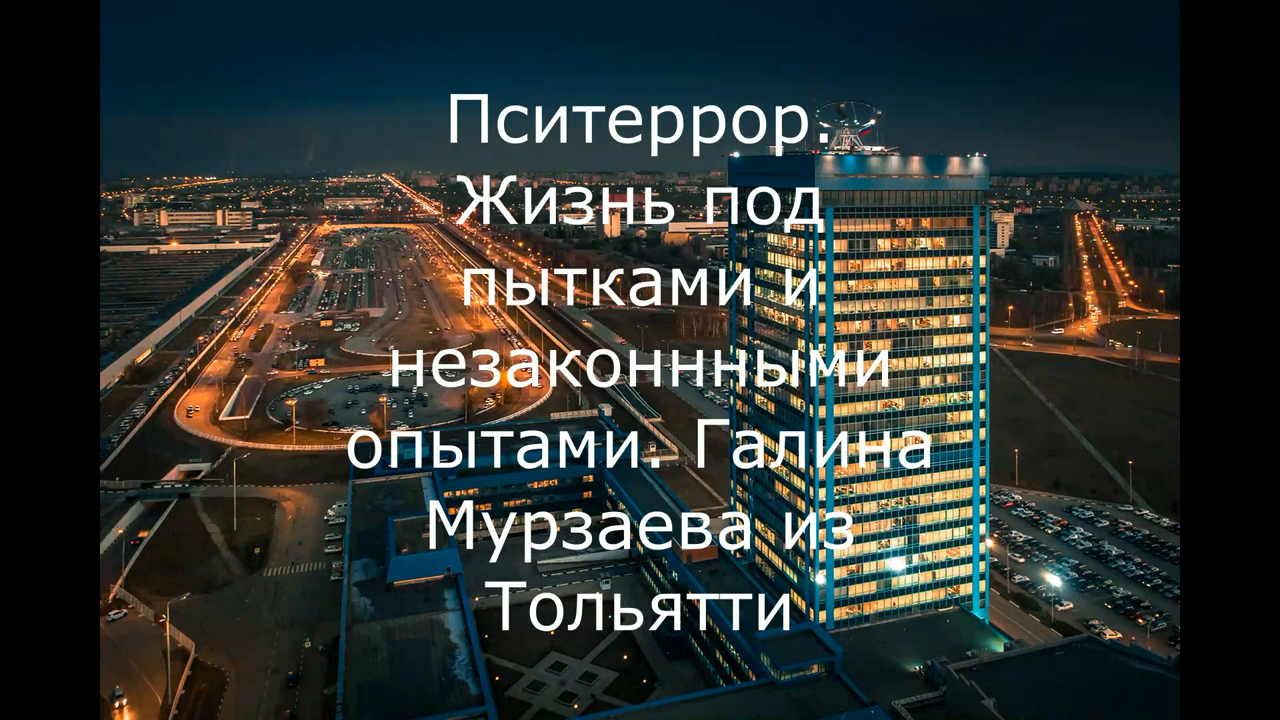 Пситеррор.
Жизнь под
пытками и
незаконнными
опытами. Галина
Мурзаева из
Тольятти